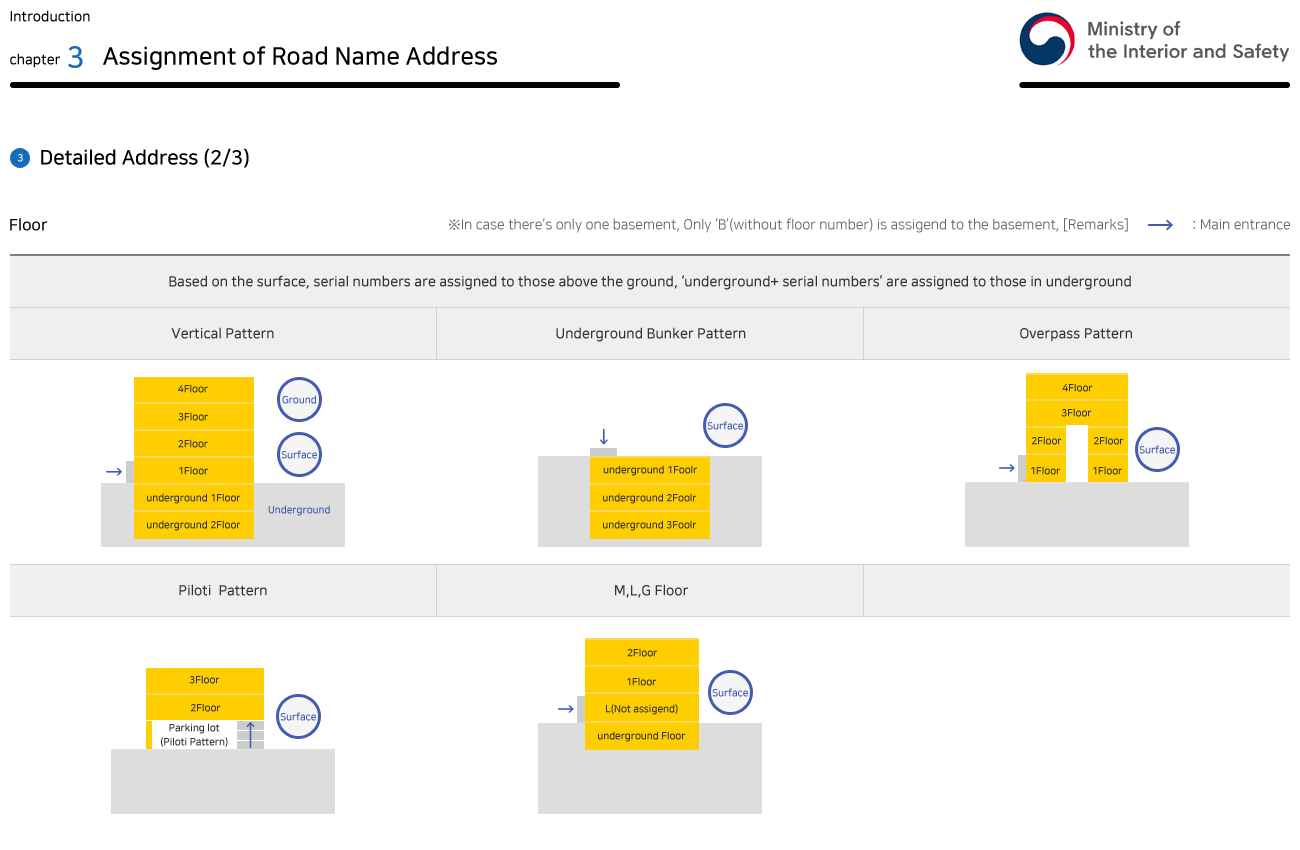 Introduction
chapter 3 Assignment of Road Name Address
Ministry of
the Interior and Safety
3 Detailed Address (2/3)
Floor
※In case there's only one basement, Only ‘B’(without floor number) is assigend to the basement, [Remarks] → : Main entrance
Based on the surface, serial numbers are assigned to those above the ground, ‘underground+ serial numbers’ are assigned to those in underground
Vertical Pattern
Underground Bunker Pattern
Overpass Pattern
4Floor
3Floor
2Floor
1Floor
underground 1Floor
underground 2Floor
Ground
Surface
Underground
Surface
underground 1Foolr
underground 2Foolr
underground 3Foolr
4Floor
3Floor
2Floor 2Floor
1Floor 1Floor
Surface
Piloti Pattern
M,L,G Floor
3Floor
2Floor
Parking lot
(Piloti Pattern)
Surface
2Floor
1Floor
L(Not assigend)
underground Floor
Surface